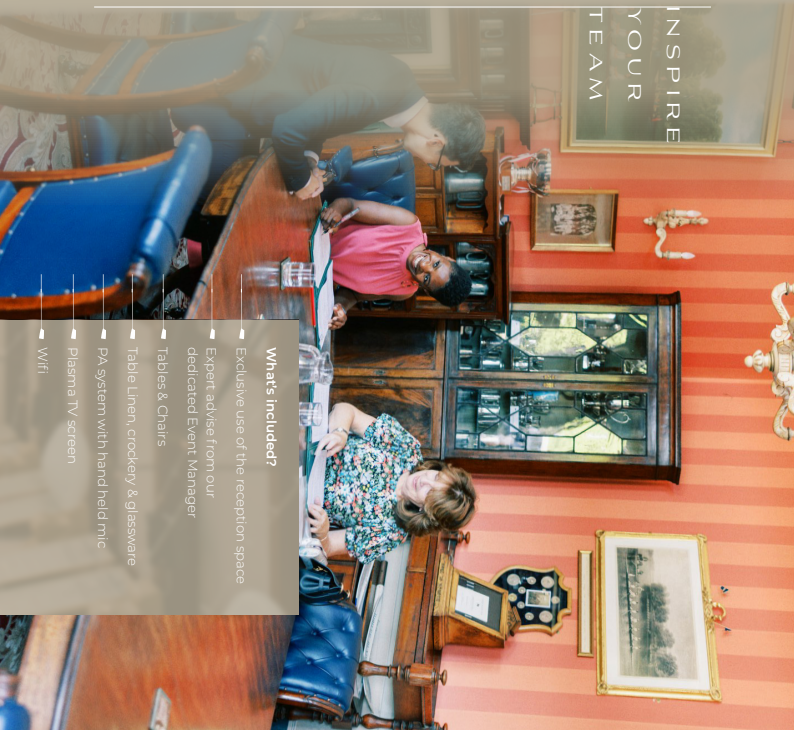 INSPIRE
YOUR
TEAM
What's included?
Exclusive use of the reception space
Expert advise from our
dedicated Event Manager
Tables & Chairs
Table Linen, crockery & glassware
PA system with hand held mic
Plasma TV screen
Wifi